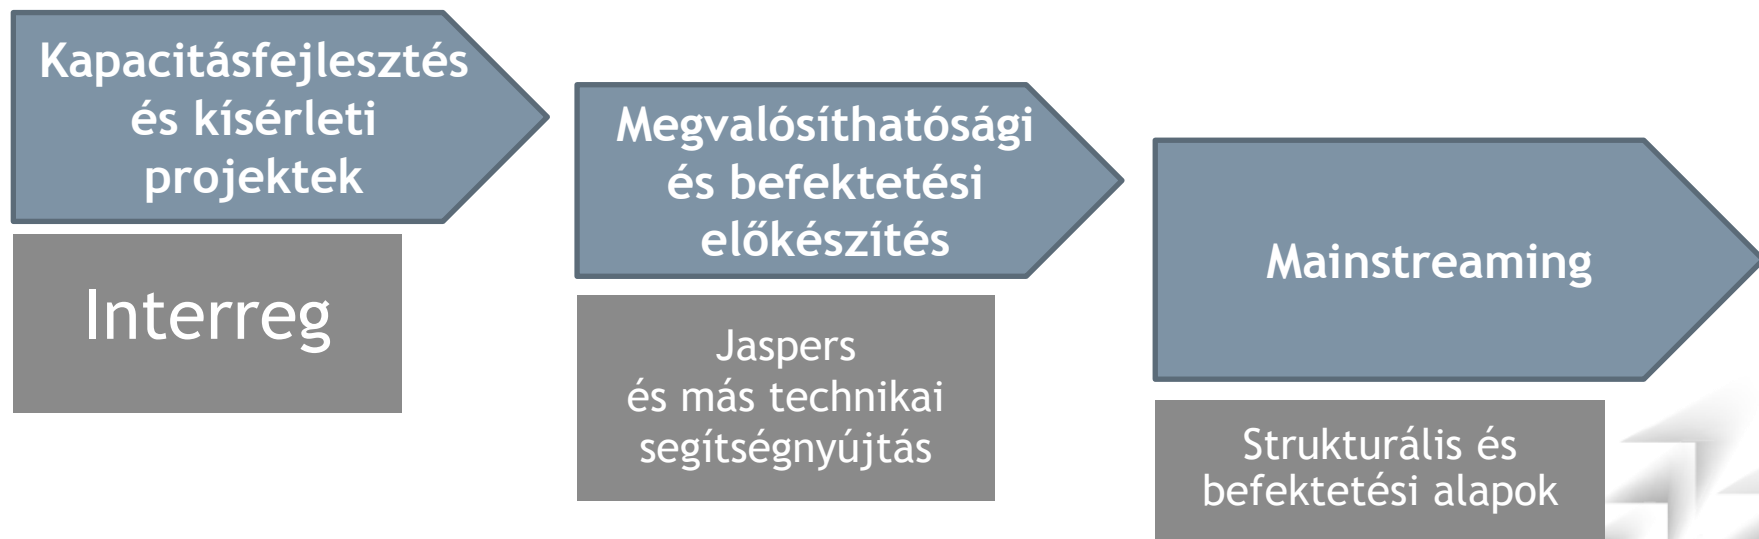 Kapacitásfejlesztés
és kísérleti
projektek
Interreg
Megvalósíthatósági
és befektetési
előkészítés
Jaspers
és más technikai
segítségnyújtás
Mainstreaming
Strukturális és
befektetési alapok